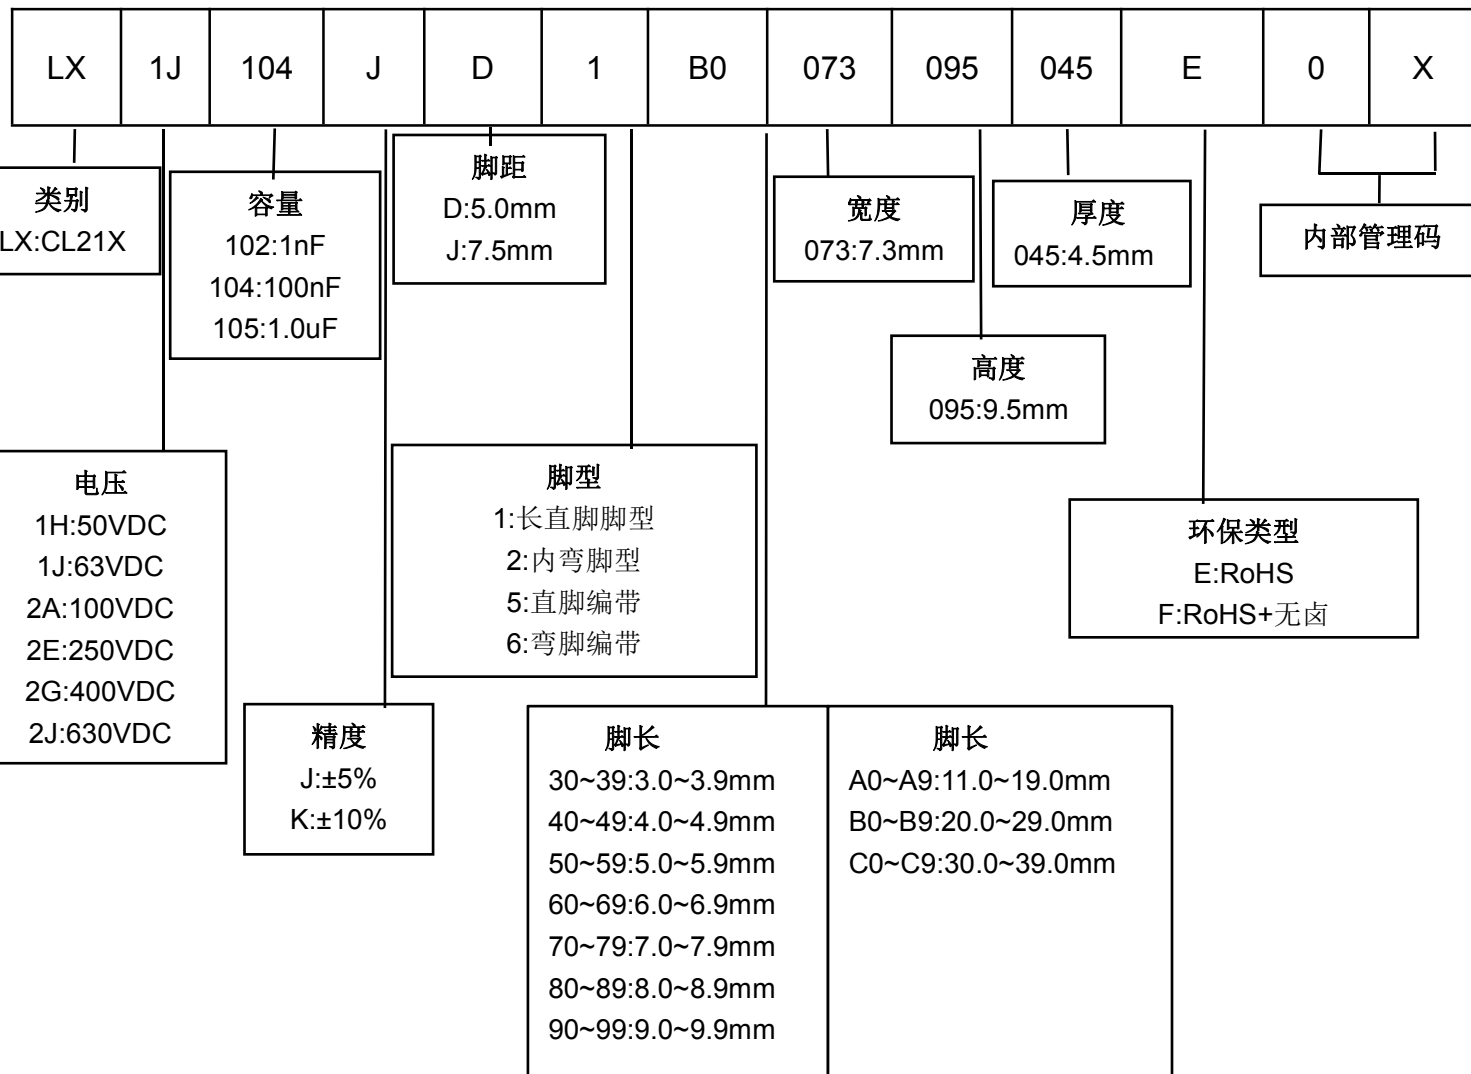 LX 1J 104 J D 1 B0 073 095 045 E 0 X
类别
LX:CL21X
容量
102:1nF
104:100nF
105:1.0uF
脚距
D:5.0mm
J:7.5mm
宽度
073:7.3mm
厚度
045:4.5mm
内部管理码
高度
095:9.5mm
电压
1H:50VDC
1J:63VDC
2A:100VDC
2E:250VDC
2G:400VDC
2J:630VDC
脚型
1:长直脚脚型
2:内弯脚型
5:直脚编带
6:弯脚编带
环保类型
E:RoHS
F:RoHS+无卤
精度
J:±5%
K:±10%
脚长
30~39:3.0~3.9mm
40~49:4.0~4.9mm
50~59:5.0~5.9mm
60~69:6.0~6.9mm
70~79:7.0~7.9mm
80~89:8.0~8.9mm
90~99:9.0~9.9mm
脚长
A0~A9:11.0~19.0mm
B0~B9:20.0~29.0mm
C0~C9:30.0~39.0mm